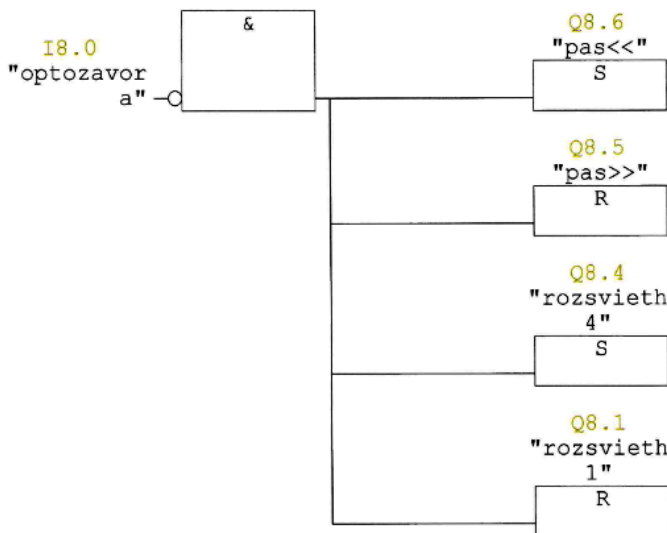 &
I8.0
"optozavor
a"
Q8.6
"pas<<"
S
Q8.5
"pas>>"
R
Q8.4
"rozsvieth
4"
S
Q8.1
"rozsvieth
1"
R